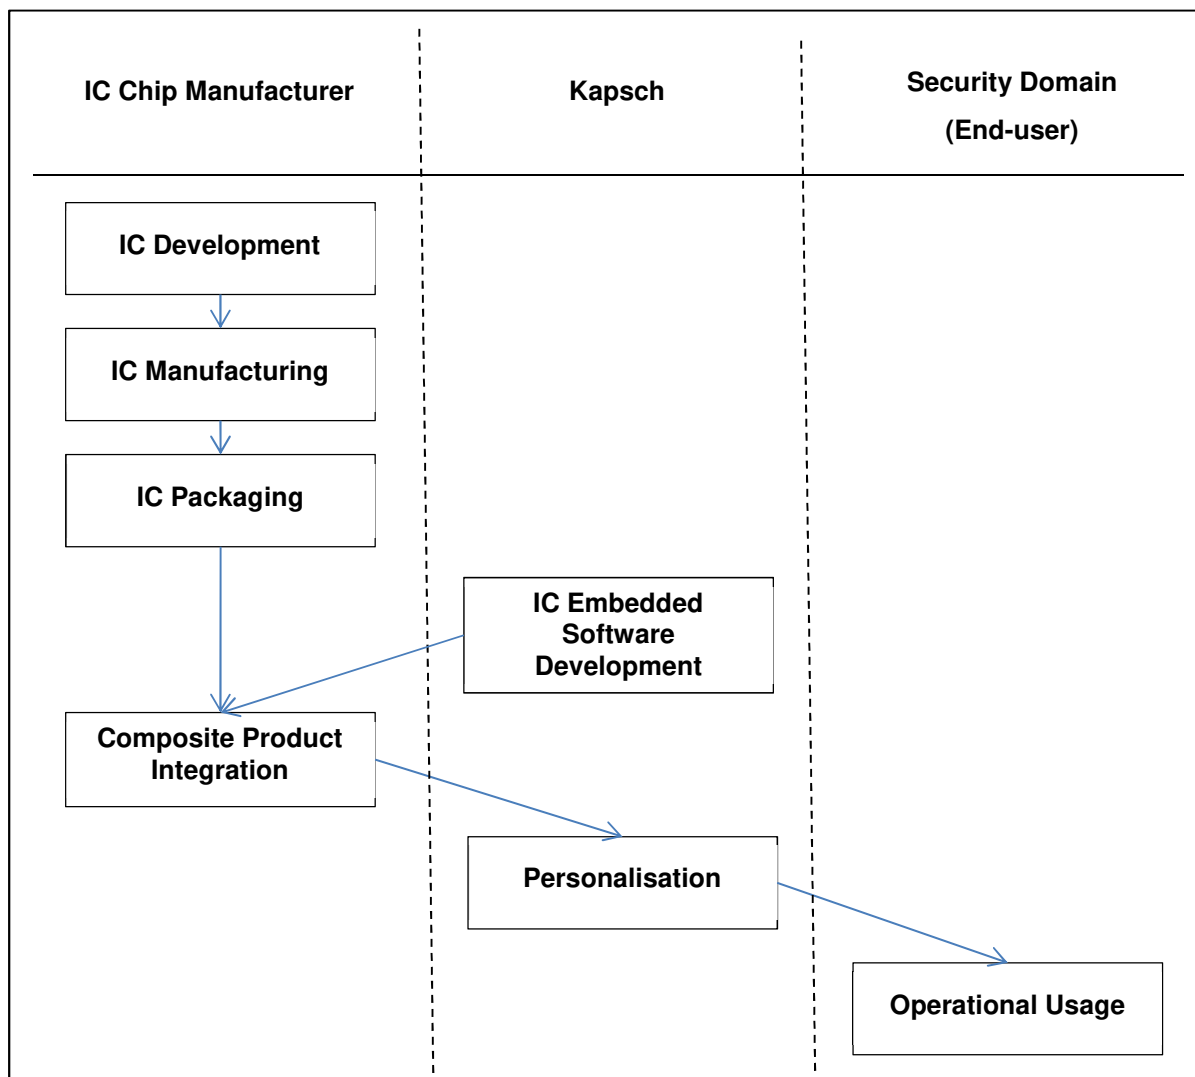 IC Chip Manufacturer
Kapsch
Security Domain
(End-user)
IC Development
IC Manufacturing
IC Packaging
IC Embedded
Software
Development
Composite Product
Integration
Personalisation
Operational Usage